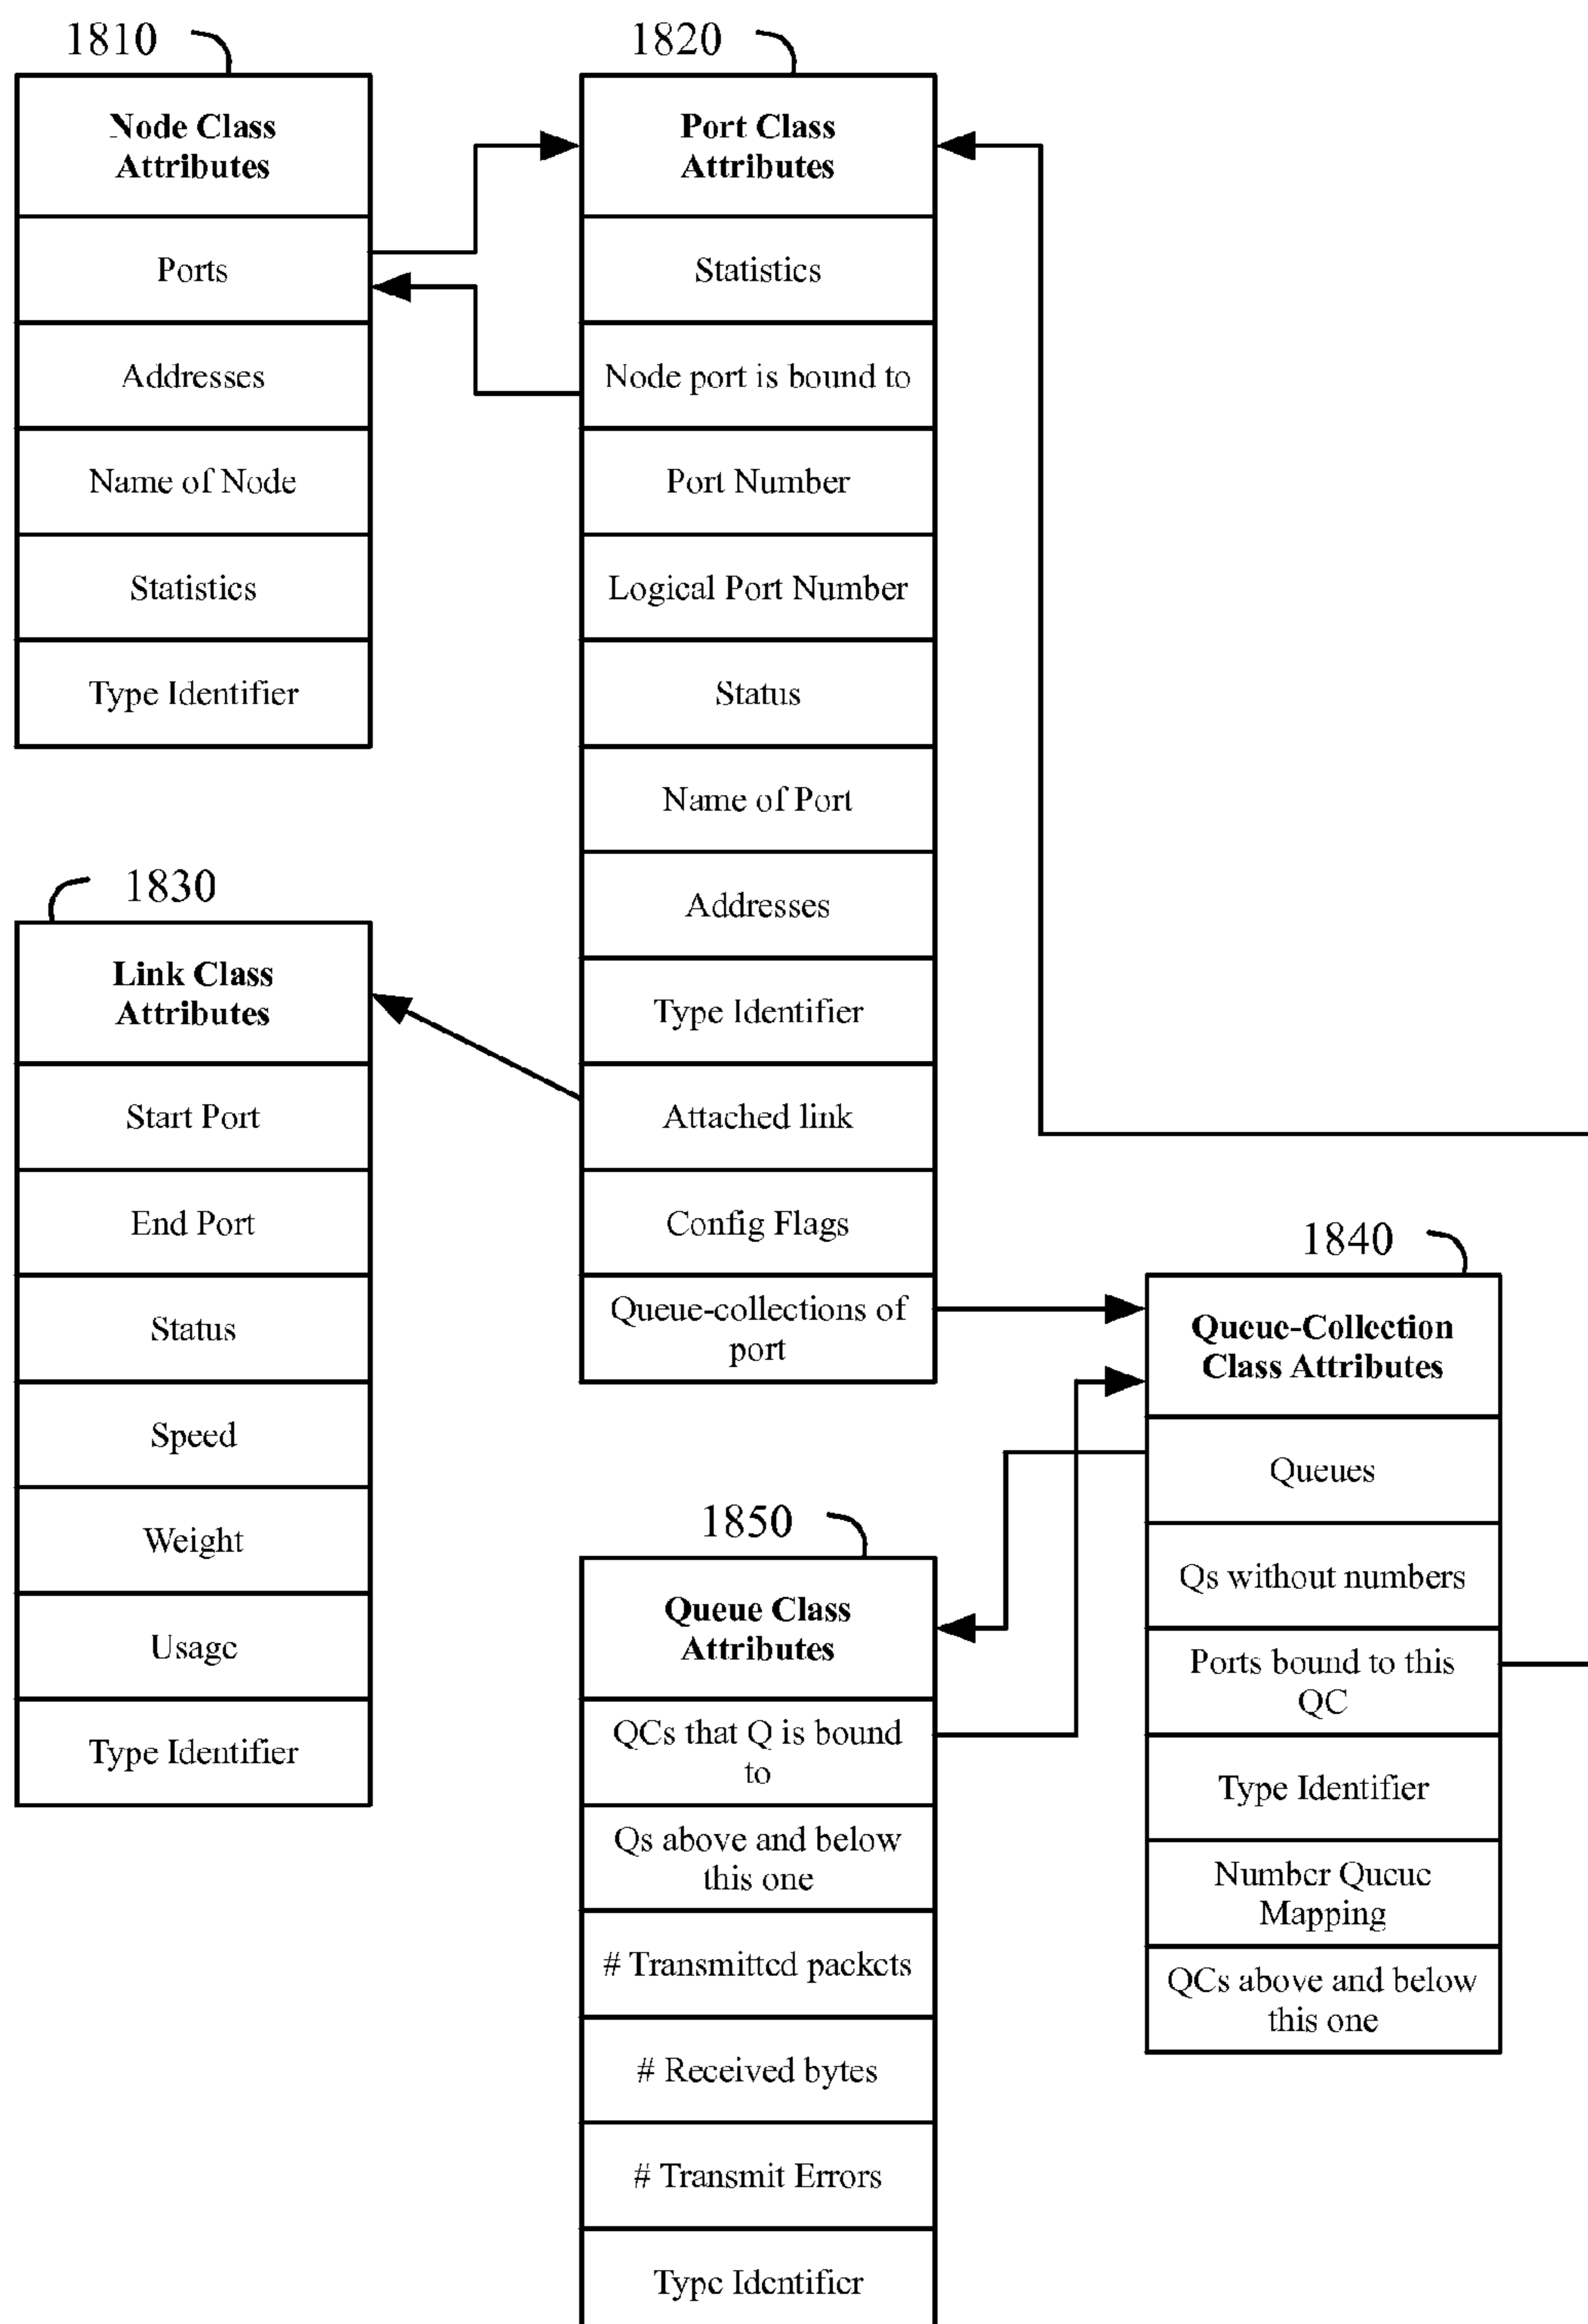 1810
Node Class
Attributes
Ports
Addresses
Name of Node
Statistics
Type Identifier
1820
Port Class
Attributes
Statistics
Node port is bound to
Port Number
Logical Port Number
Status
Name of Port
Addresses
Type Identifier
Attached link
Config Flags
Queue-collections of
port
1830
Link Class
Attributes
Start Port
End Port
Status
Speed
Weight
Usage
Type Identifier
1840
Queue-Collection
Class Attributes
Queues
Qs without numbers
Ports bound to this
QC
Type Identifier
Number Queue
Mapping
QCs above and below
this one
1850
Queue Class
Attributes
QCs that Q is bound
to
Qs above and below
this one
# Transmitted packets
# Received bytes
# Transmit Errors
Type Identifier